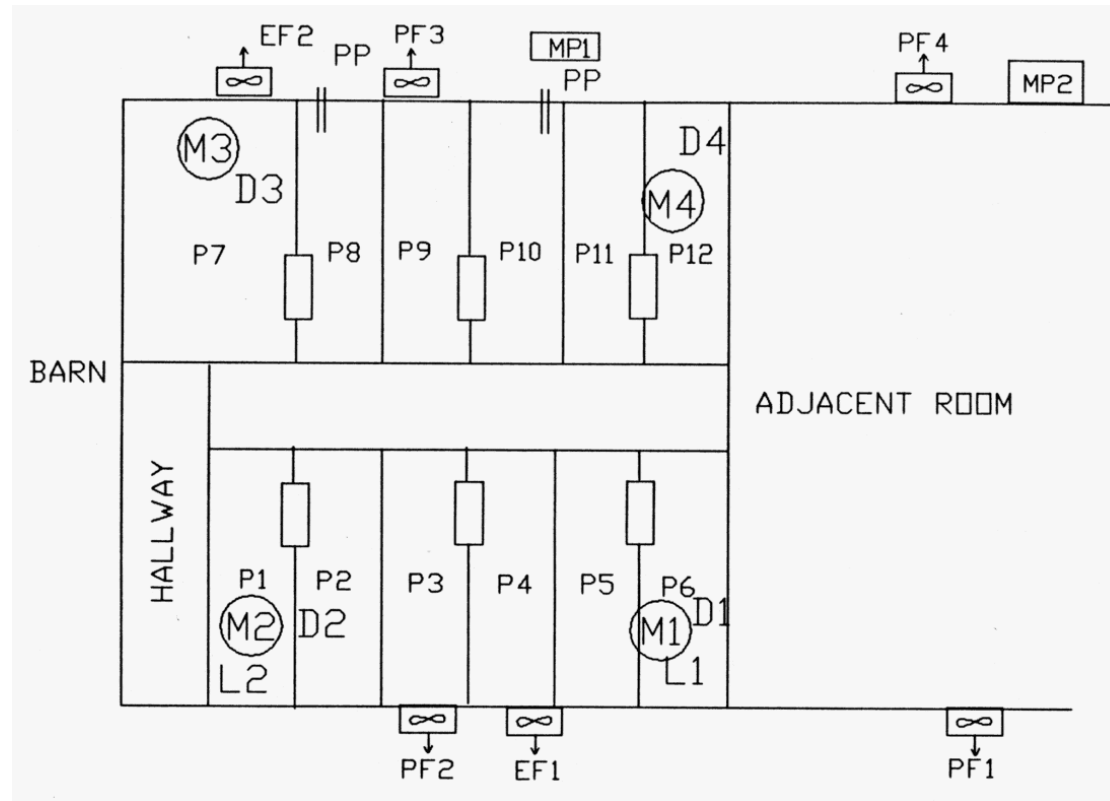 EF2 PF3 PF4
PP MP1
PP MP2
M3 D4
D3 M4
P7 P8 P9 P10 P11 P12
BARN
ADJACENT ROOM
HALLWAY
P1 P2 P3 P4 P5 P6
M2 D2 M1 D1
L2 L1
PF2 EF1 PF1